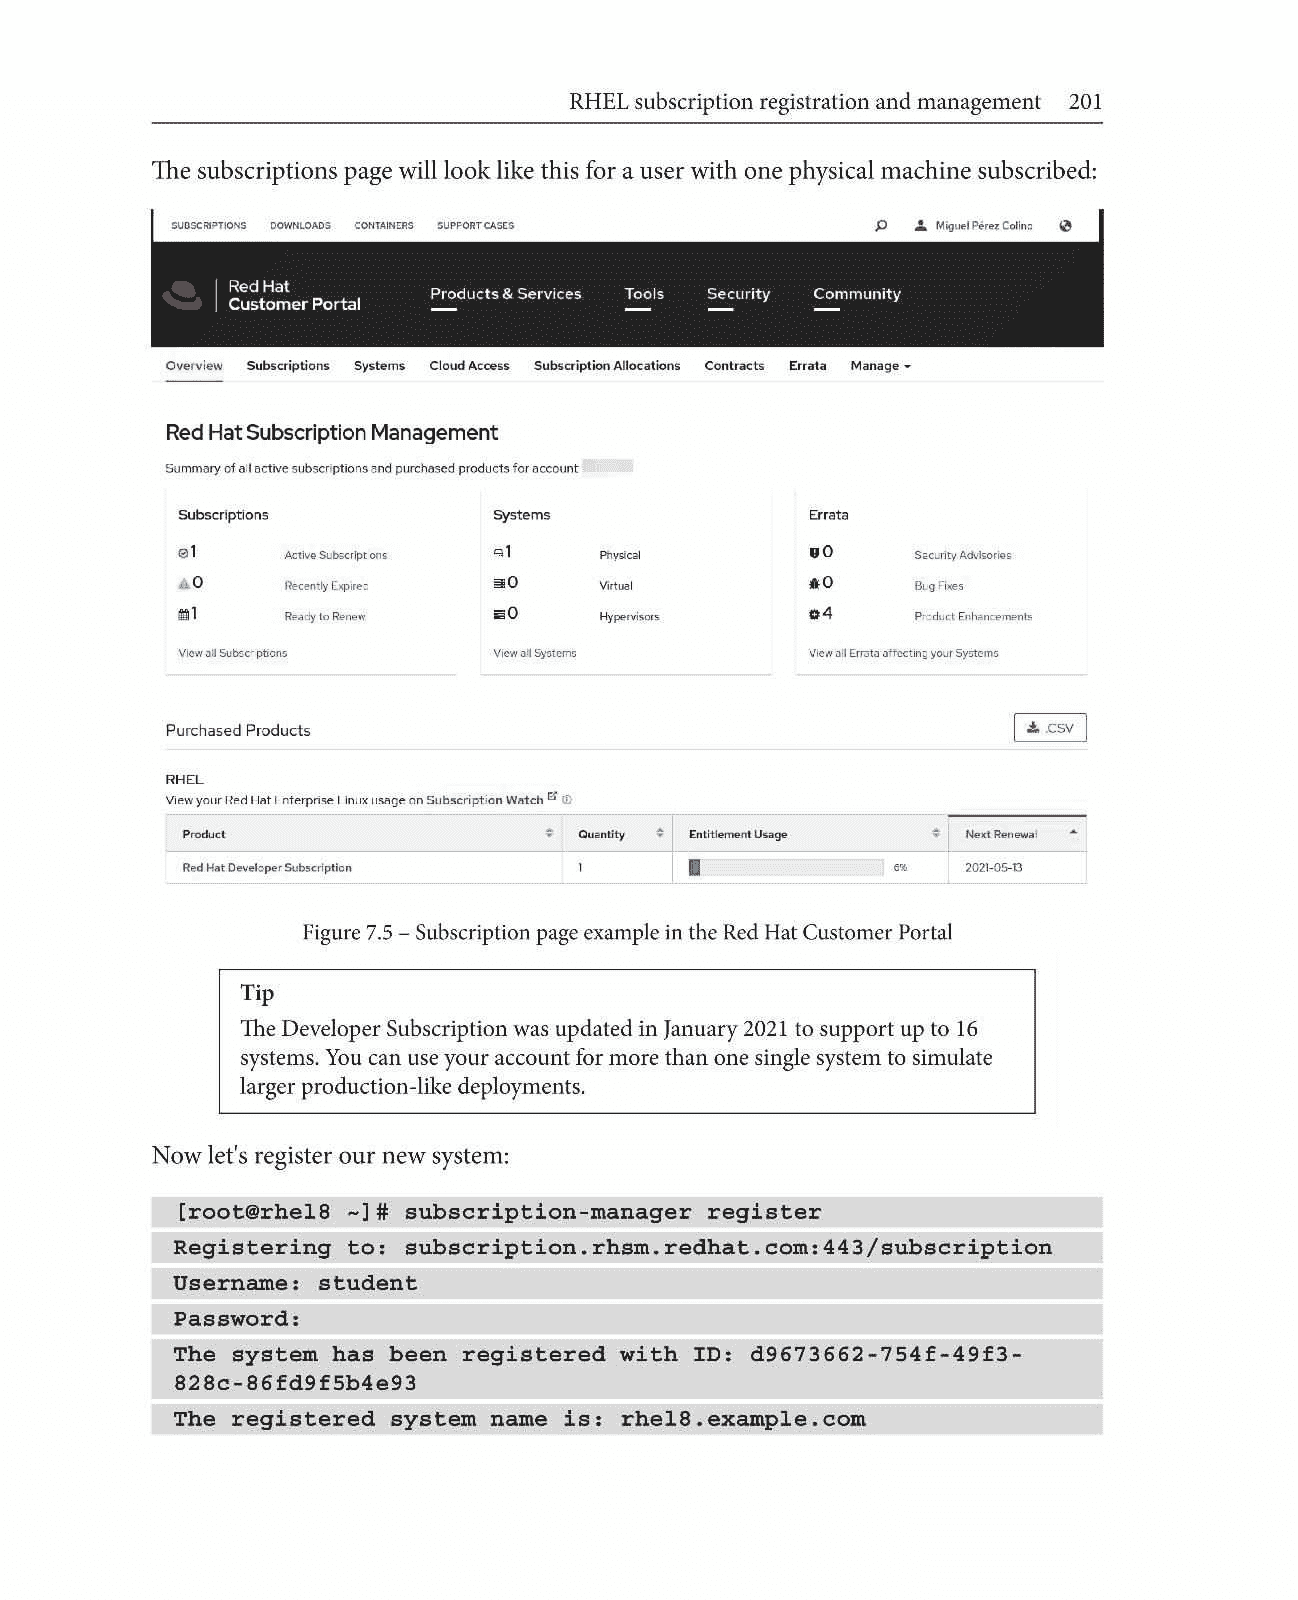 RHEL subscription registration and management 201
The subscriptions page will look like this for a user with one physical machine subscribed:
SUBSCRIPTIONS DOWNLOADS CONTAINERS SUPPORT CASES Miguel Pérez Colino
Red Hat
Customer Portal
Products & Services Tools Security Community
Overview Subscriptions Systems Cloud Access Subscription Allocations Contracts Errata Manage
Red Hat Subscription Management
Summary of all active subscriptions and purchased products for account
Subscriptions Systems Errata
1 Active Subscriptions 1 Physical 0 Security Advisories
0 Recently Expired 0 Virtual 0 Bug Fixes
1 Ready to Renew 0 Hypervisors 4 Product Enhancements
View all Subscriptions View all Systems View all Errata affecting your Systems
Purchased Products .CSV
RHEL
View your Red Hat Enterprise Linux usage on Subscription Watch
Product Quantity Entitlement Usage Next Renewal
Red Hat Developer Subscription 1 6% 2021-05-13
Figure 7.5 – Subscription page example in the Red Hat Customer Portal
Tip
The Developer Subscription was updated in January 2021 to support up to 16
systems. You can use your account for more than one single system to simulate
larger production-like deployments.
Now let's register our new system:
[root@rhel8 ~]# subscription-manager register
Registering to: subscription.rhsm.redhat.com:443/subscription
Username: student
Password:
The system has been registered with ID: d9673662-754f-49f3-
828c-86fd9f5b4e93
The registered system name is: rhel8.example.com